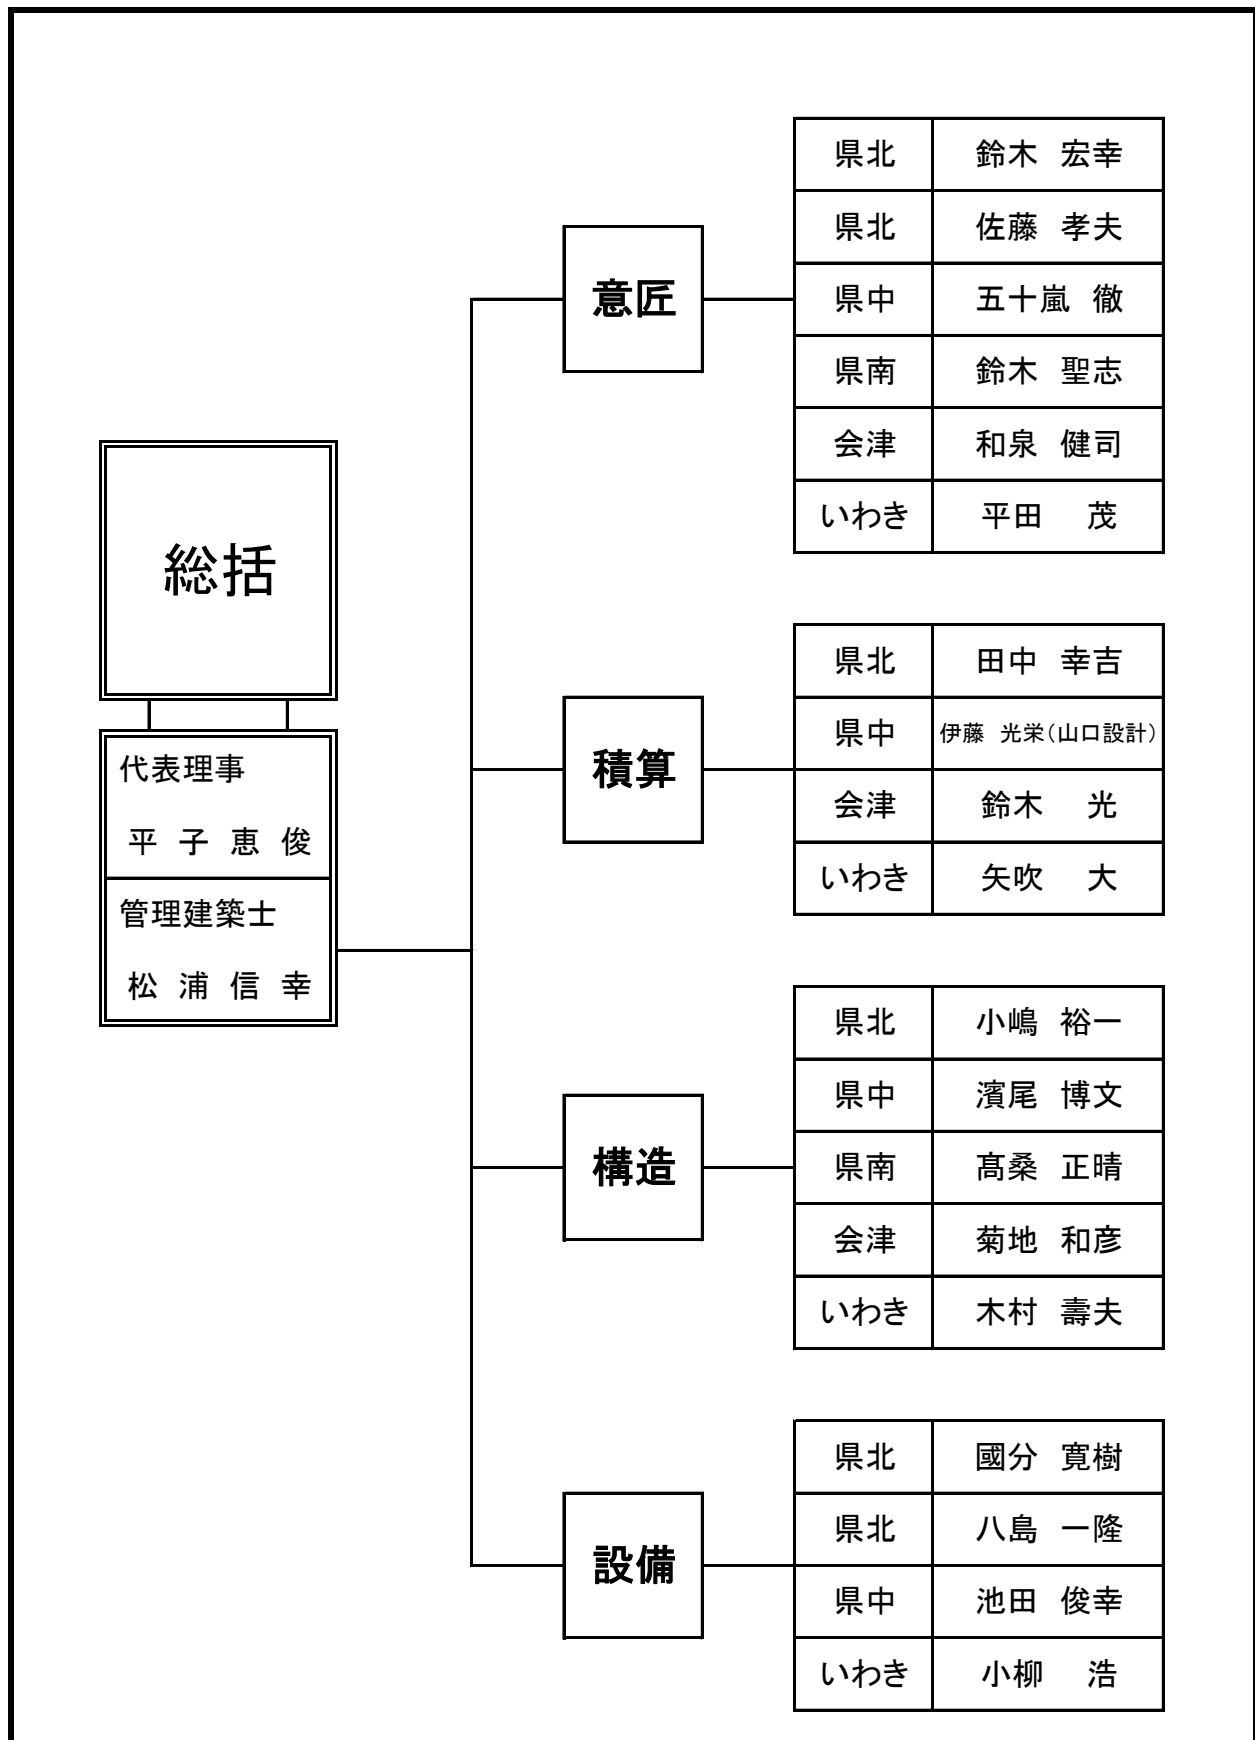 総括
代表理事
平 子 恵 俊
管理建築士
松 浦 信 幸
意匠
県北 鈴木 宏幸
県北 佐藤 孝夫
県中 五十嵐 徹
県南 鈴木 聖志
会津 和泉 健司
いわき 平田 茂
積算
県北 田中 幸吉
県中 伊藤 光栄(山口設計)
会津 鈴木 光
いわき 矢吹 大
構造
県北 小嶋 裕一
県中 濱尾 博文
県南 髙桑 正晴
会津 菊地 和彦
いわき 木村 壽夫
設備
県北 國分 寛樹
県北 八島 一隆
県中 池田 俊幸
いわき 小柳 浩